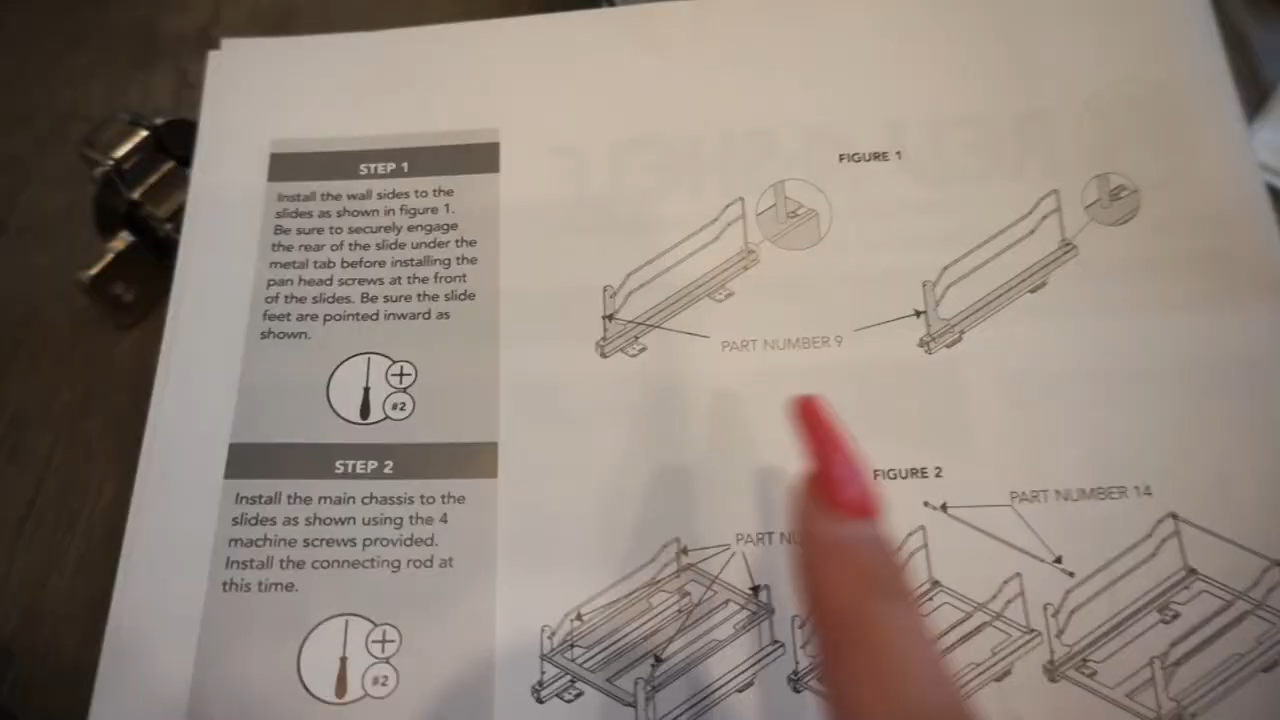 STEP 1
Install the wall sides to the
slides as shown in figure 1.
Be sure to securely engage
the rear of the slide under the
metal tab before installing the
pan head screws at the front
of the slides. Be sure the slide
feet are pointed inward as
shown.
#2
STEP 2
Install the main chassis to the
slides as shown using the 4
machine screws provided.
Install the connecting rod at
this time.
#2
FIGURE 1
PART NUMBER 9
FIGURE 2
PART NUMBER 14
PART